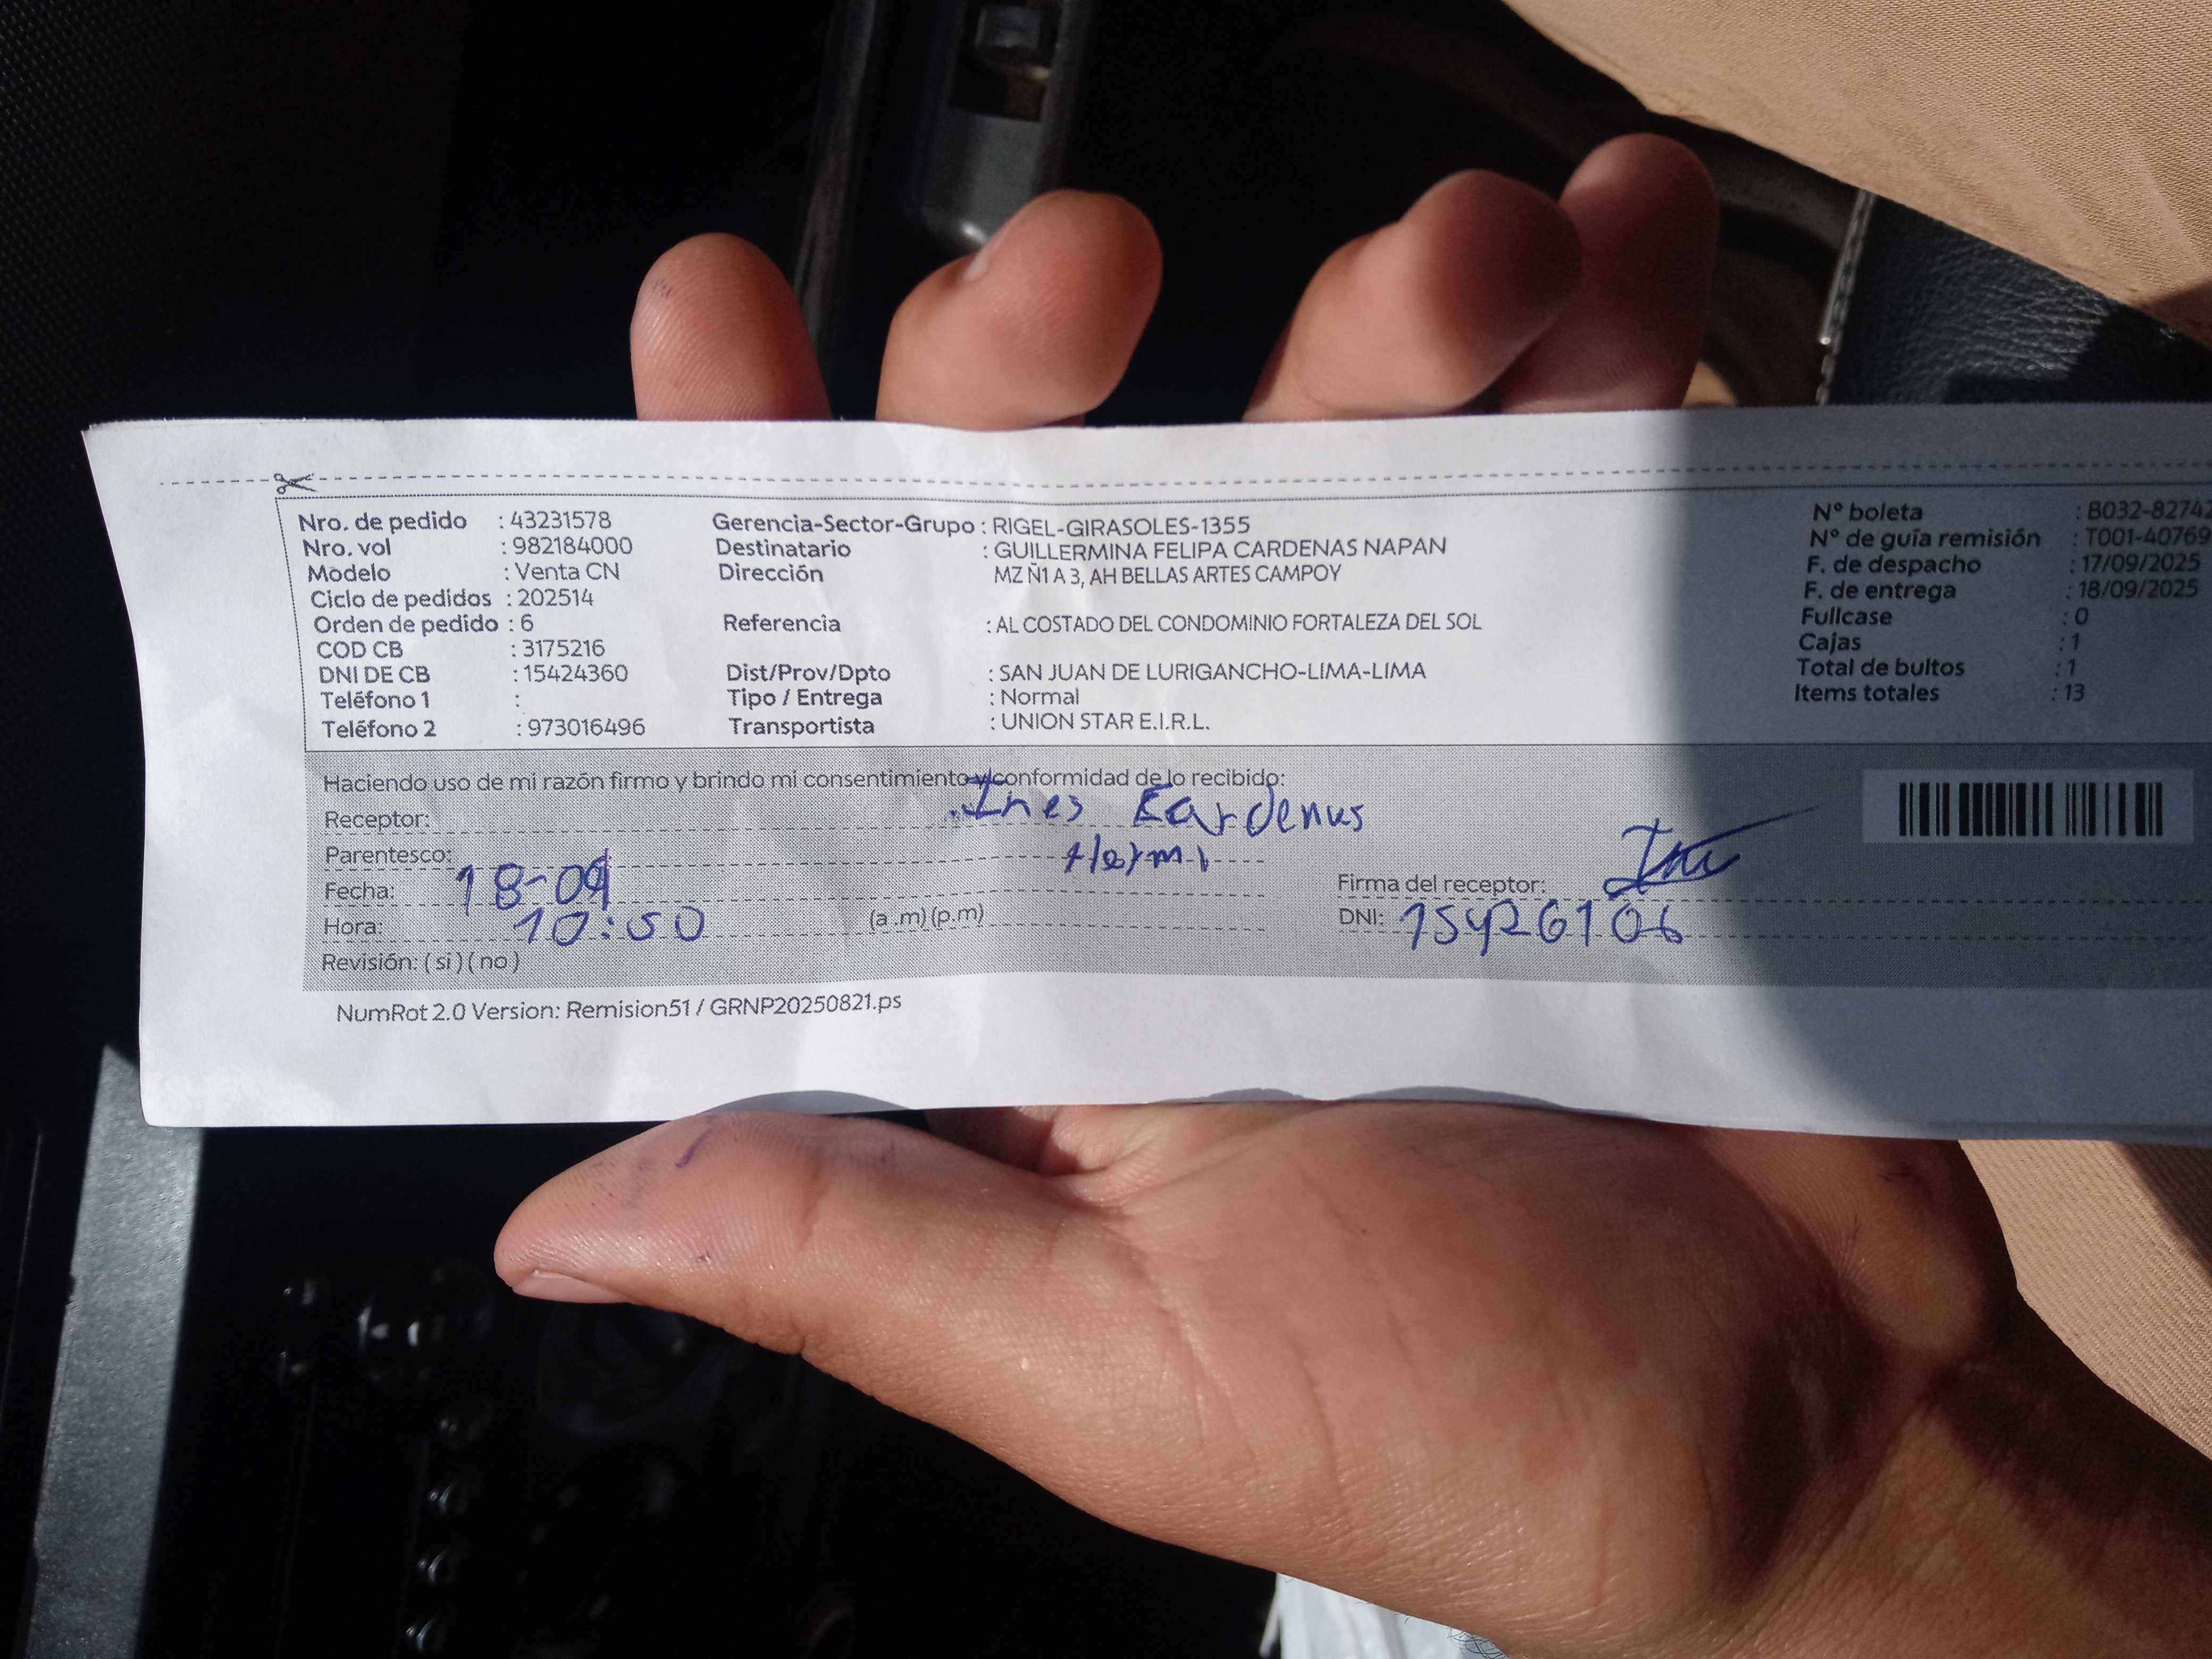 Nro. de pedido : 43231578
Nro. vol : 982184000
Modelo : Venta CN
Ciclo de pedidos : 202514
Orden de pedido : 6
COD CB : 3175216
DNI DE CB : 15424360
Teléfono 1 :
Teléfono 2 : 973016496
Gerencia-Sector-Grupo : RIGEL-GIRASOLES-1355
Destinatario : GUILLERMINA FELIPA CARDENAS NAPAN
Dirección MZ Ñ1 A 3, AH BELLAS ARTES CAMPOY
Referencia : AL COSTADO DEL CONDOMINIO FORTALEZA DEL SOL
Dist/Prov/Dpto : SAN JUAN DE LURIGANCHO-LIMA-LIMA
Tipo / Entrega : Normal
Transportista : UNION STAR E.I.R.L.
N° boleta : B032-82742
N° de guía remisión : T001-40769
F. de despacho : 17/09/2025
F. de entrega : 18/09/2025
Fullcase : 0
Cajas : 1
Total de bultos : 1
Items totales : 13
Haciendo uso de mi razón firmo y brindo mi consentimiento y conformidad de lo recibido:
Receptor: Ines Cardenas
Parentesco:
Fecha: 18-09
Hora: 10:50 (a .m) (p.m)
Revisión: ( si ) ( no )
Firma del receptor:
DNI: 15426106
NumRot 2.0 Version: Remision51 / GRNP20250821.ps